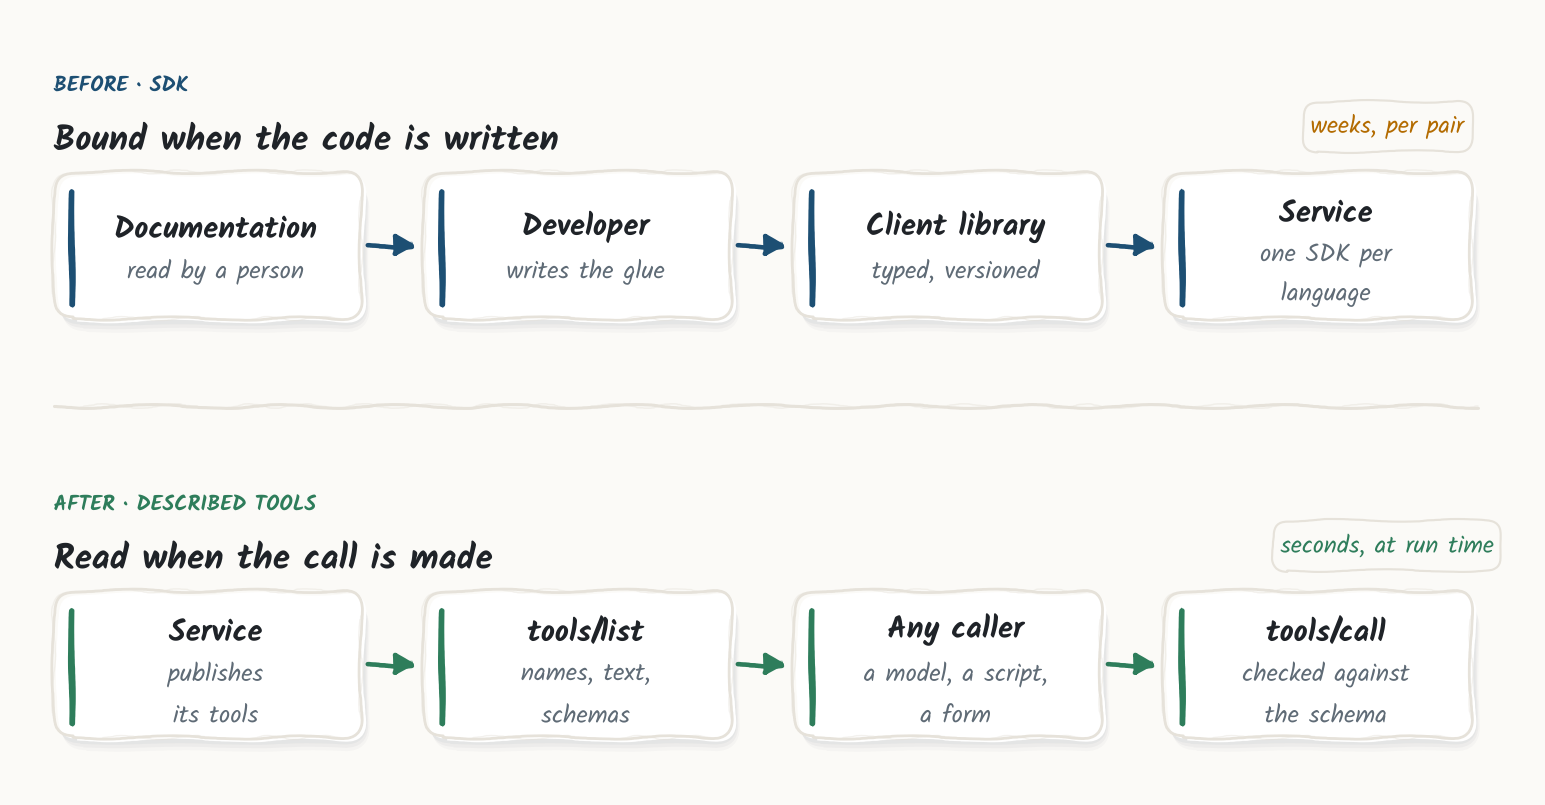 BEFORE · SDK
Bound when the code is written
weeks, per pair
Documentation
read by a person
Developer
writes the glue
Client library
typed, versioned
Service
one SDK per
language
AFTER · DESCRIBED TOOLS
Read when the call is made
seconds, at run time
Service
publishes
its tools
tools/list
names, text,
schemas
Any caller
a model, a script,
a form
tools/call
checked against
the schema